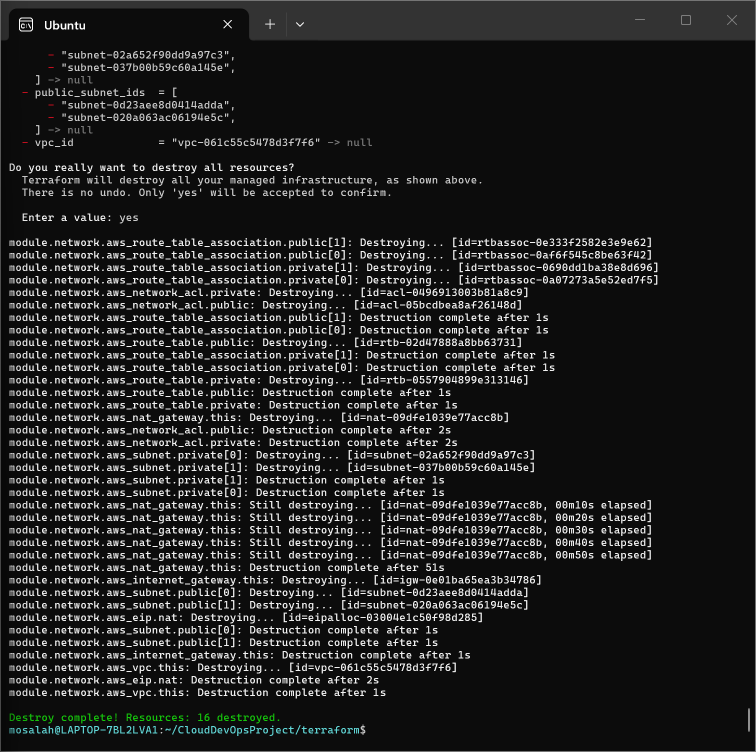 Ubuntu
      - "subnet-02a652f90dd9a97c3",
      - "subnet-037b00b59c60a145e",
    ] -> null
  - public_subnet_ids  = [
      - "subnet-0d23aee8d0414adda",
      - "subnet-020a063ac06194e5c",
    ] -> null
  - vpc_id             = "vpc-061c55c5478d3f7f6" -> null
Do you really want to destroy all resources?
  Terraform will destroy all your managed infrastructure, as shown above.
  There is no undo. Only 'yes' will be accepted to confirm.
  Enter a value: yes
module.network.aws_route_table_association.public[1]: Destroying... [id=rtbassoc-0e333f2582e3e9e62]
module.network.aws_route_table_association.public[0]: Destroying... [id=rtbassoc-0af6f545c8be63f42]
module.network.aws_route_table_association.private[1]: Destroying... [id=rtbassoc-0690dd1ba38e8d696]
module.network.aws_route_table_association.private[0]: Destroying... [id=rtbassoc-0a07273a5e52ed7f5]
module.network.aws_network_acl.private: Destroying... [id=acl-0496913003b81a8c9]
module.network.aws_network_acl.public: Destroying... [id=acl-05bcdbea8af26148d]
module.network.aws_route_table_association.public[1]: Destruction complete after 1s
module.network.aws_route_table_association.public[0]: Destruction complete after 1s
module.network.aws_route_table.public: Destroying... [id=rtb-02d47888a8bb63731]
module.network.aws_route_table_association.private[1]: Destruction complete after 1s
module.network.aws_route_table_association.private[0]: Destruction complete after 1s
module.network.aws_route_table.private: Destroying... [id=rtb-0557904899e313146]
module.network.aws_route_table.public: Destruction complete after 1s
module.network.aws_route_table.private: Destruction complete after 1s
module.network.aws_nat_gateway.this: Destroying... [id=nat-09dfe1039e77acc8b]
module.network.aws_network_acl.public: Destruction complete after 2s
module.network.aws_network_acl.private: Destruction complete after 2s
module.network.aws_subnet.private[0]: Destroying... [id=subnet-02a652f90dd9a97c3]
module.network.aws_subnet.private[1]: Destroying... [id=subnet-037b00b59c60a145e]
module.network.aws_subnet.private[1]: Destruction complete after 1s
module.network.aws_subnet.private[0]: Destruction complete after 1s
module.network.aws_nat_gateway.this: Still destroying... [id=nat-09dfe1039e77acc8b, 00m10s elapsed]
module.network.aws_nat_gateway.this: Still destroying... [id=nat-09dfe1039e77acc8b, 00m20s elapsed]
module.network.aws_nat_gateway.this: Still destroying... [id=nat-09dfe1039e77acc8b, 00m30s elapsed]
module.network.aws_nat_gateway.this: Still destroying... [id=nat-09dfe1039e77acc8b, 00m40s elapsed]
module.network.aws_nat_gateway.this: Still destroying... [id=nat-09dfe1039e77acc8b, 00m50s elapsed]
module.network.aws_nat_gateway.this: Destruction complete after 51s
module.network.aws_internet_gateway.this: Destroying... [id=igw-0e01ba65ea3b34786]
module.network.aws_subnet.public[0]: Destroying... [id=subnet-0d23aee8d0414adda]
module.network.aws_subnet.public[1]: Destroying... [id=subnet-020a063ac06194e5c]
module.network.aws_eip.nat: Destroying... [id=eipalloc-03004e1c50f98d285]
module.network.aws_subnet.public[0]: Destruction complete after 1s
module.network.aws_subnet.public[1]: Destruction complete after 1s
module.network.aws_internet_gateway.this: Destruction complete after 1s
module.network.aws_vpc.this: Destroying... [id=vpc-061c55c5478d3f7f6]
module.network.aws_eip.nat: Destruction complete after 2s
module.network.aws_vpc.this: Destruction complete after 1s
Destroy complete! Resources: 16 destroyed.
mosalah@LAPTOP-7BL2LVA1:~/CloudDevOpsProject/terraform$